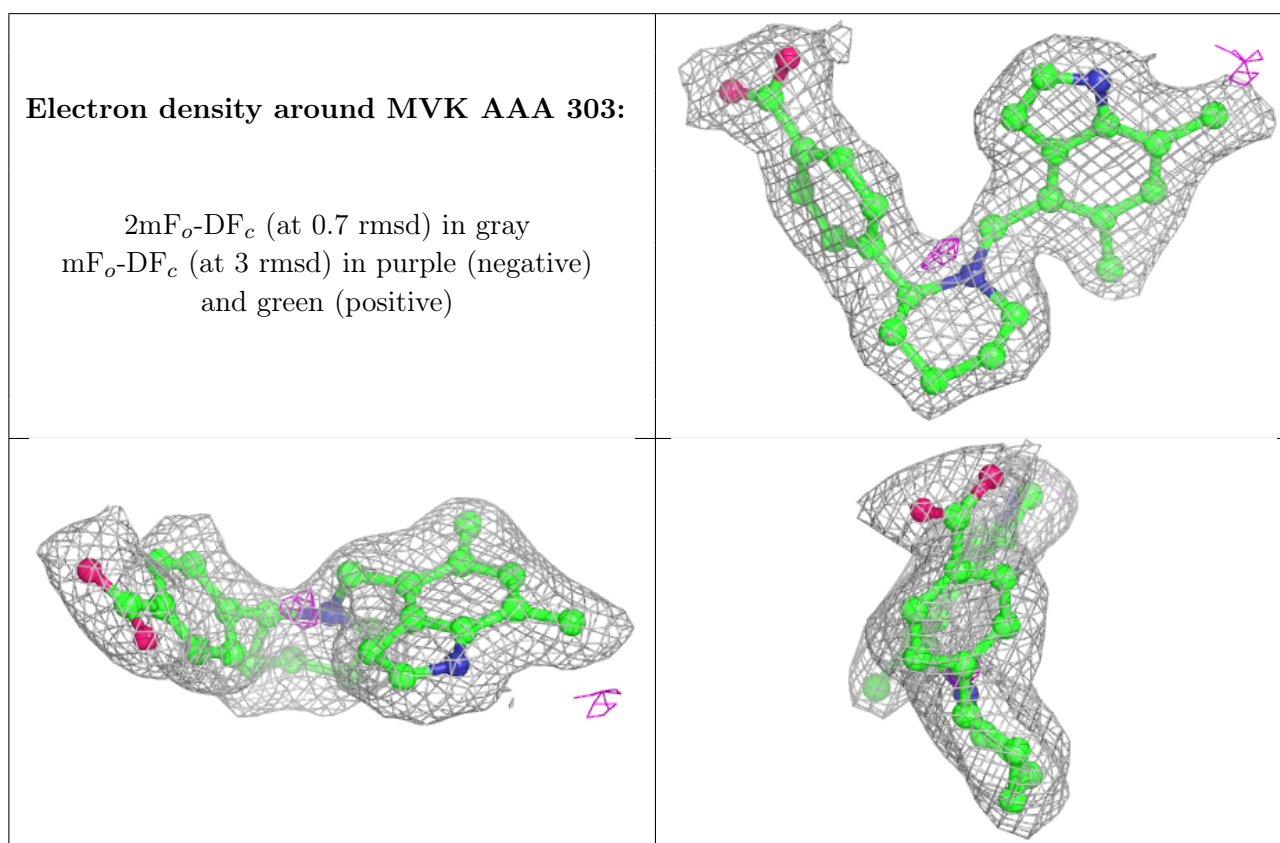 Electron density around MVK AAA 303:
2mFo-DFc (at 0.7 rmsd) in gray
mFo-DFc (at 3 rmsd) in purple (negative)
and green (positive)